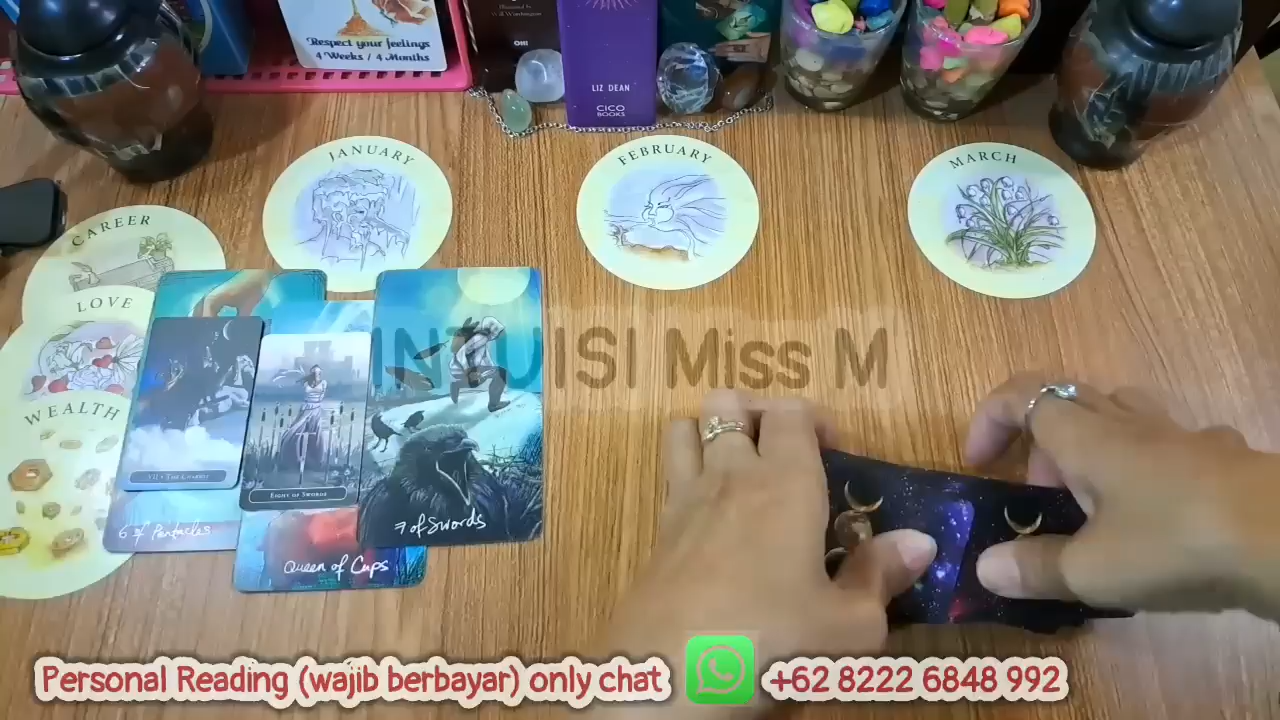 Respect your feelings
4 Weeks / 4 Months
OH!
LIZ DEAN
CICO
BOOKS
JANUARY
FEBRUARY
MARCH
CAREER
LOVE
WEALTH
INTUISI Miss M
VII • The Chariot
Eight of Swords
6 of Pentacles
Queen of Cups
7 of Swords
Personal Reading (wajib berbayar) only chat
+62 8222 6848 992